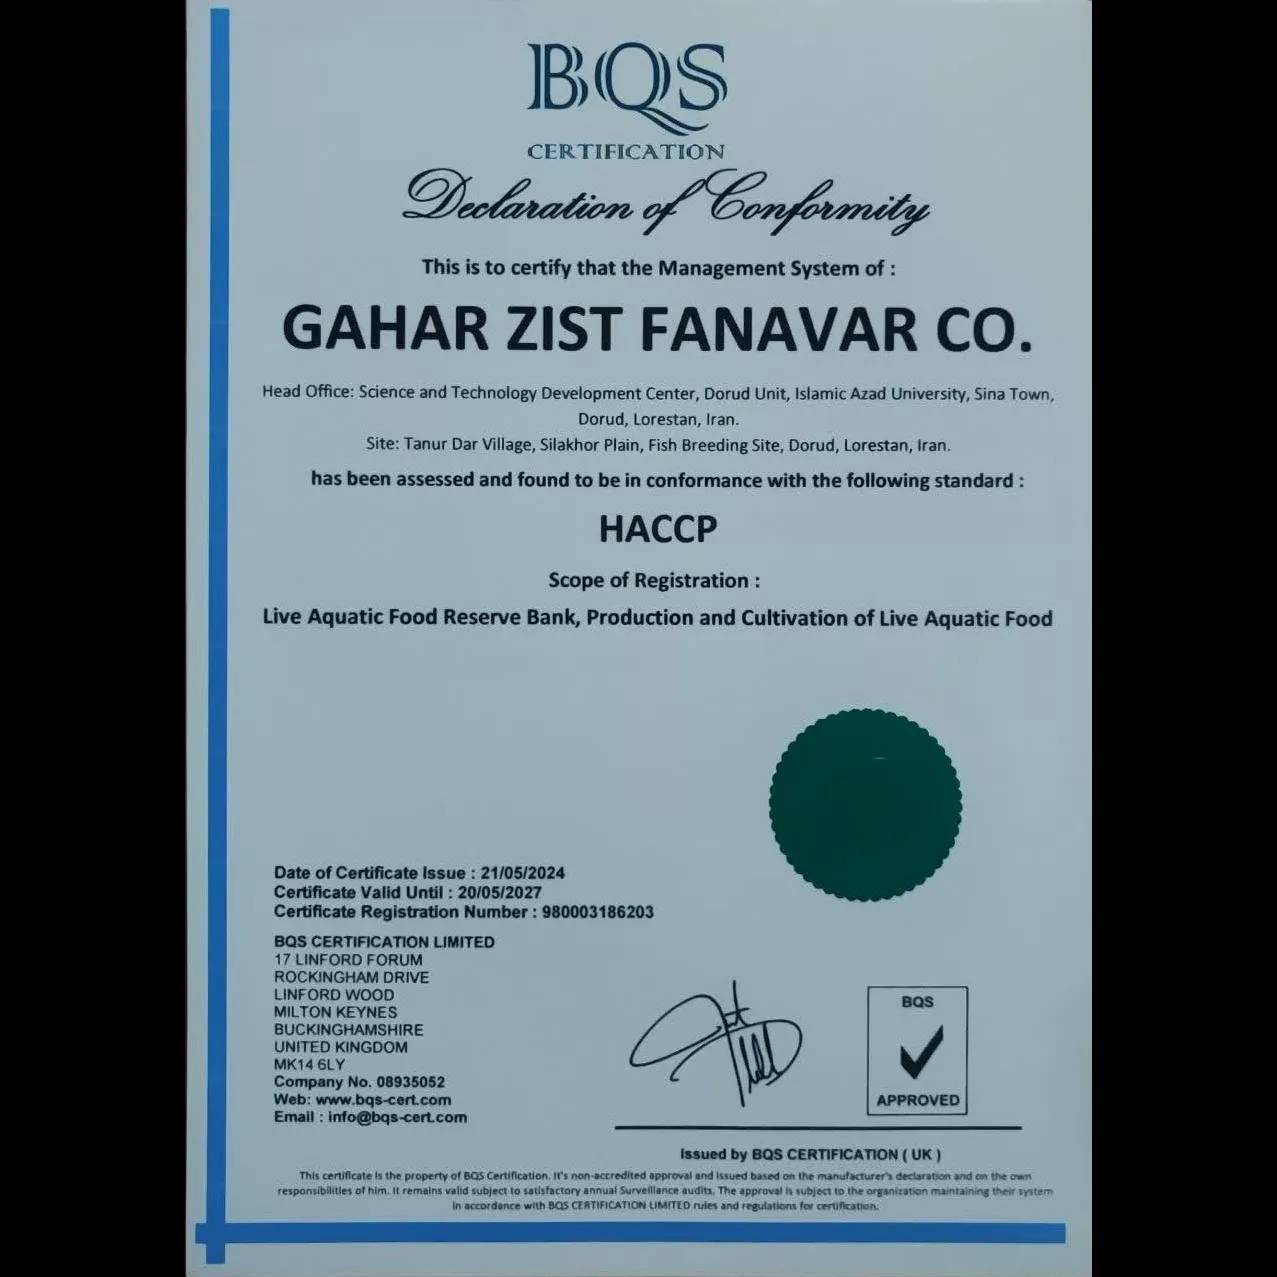 BQS
CERTIFICATION
Declaration of Conformity
This is to certify that the Management System of :
GAHAR ZIST FANAVAR CO.
Head Office: Science and Technology Development Center, Dorud Unit, Islamic Azad University, Sina Town,
Dorud, Lorestan, Iran.
Site: Tanur Dar Village, Silakhor Plain, Fish Breeding Site, Dorud, Lorestan, Iran.
has been assessed and found to be in conformance with the following standard :
HACCP
Scope of Registration :
Live Aquatic Food Reserve Bank, Production and Cultivation of Live Aquatic Food
Date of Certificate Issue : 21/05/2024
Certificate Valid Until : 20/05/2027
Certificate Registration Number : 980003186203
BQS CERTIFICATION LIMITED
17 LINFORD FORUM
ROCKINGHAM DRIVE
LINFORD WOOD
MILTON KEYNES
BUCKINGHAMSHIRE
UNITED KINGDOM
MK14 6LY
Company No. 08935052
Web: www.bqs-cert.com
Email : info@bqs-cert.com
BQS
APPROVED
Issued by BQS CERTIFICATION ( UK )
This certificate is the property of BQS Certification. It's non-accredited approval and issued based on the manufacturer's declaration and on the own
responsibilities of him. It remains valid subject to satisfactory annual Surveillance audits. The approval is subject to the organization maintaining their system
in accordance with BQS CERTIFICATION LIMITED rules and regulations for certification.